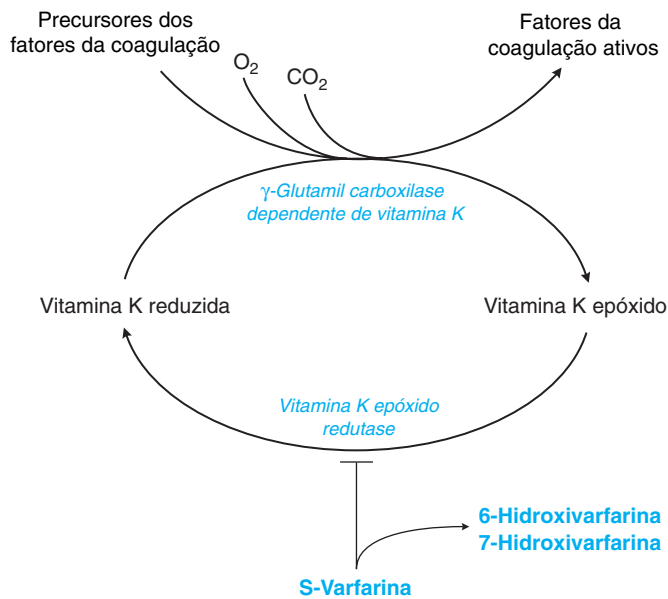 Precursores dos
fatores da coagulação
Fatores da
coagulação ativos
O₂
CO₂
γ-Glutamil carboxilase
dependente de vitamina K
Vitamina K reduzida
Vitamina K epóxido
Vitamina K epóxido
redutase
6-Hidroxivarfarina
7-Hidroxivarfarina
S-Varfarina